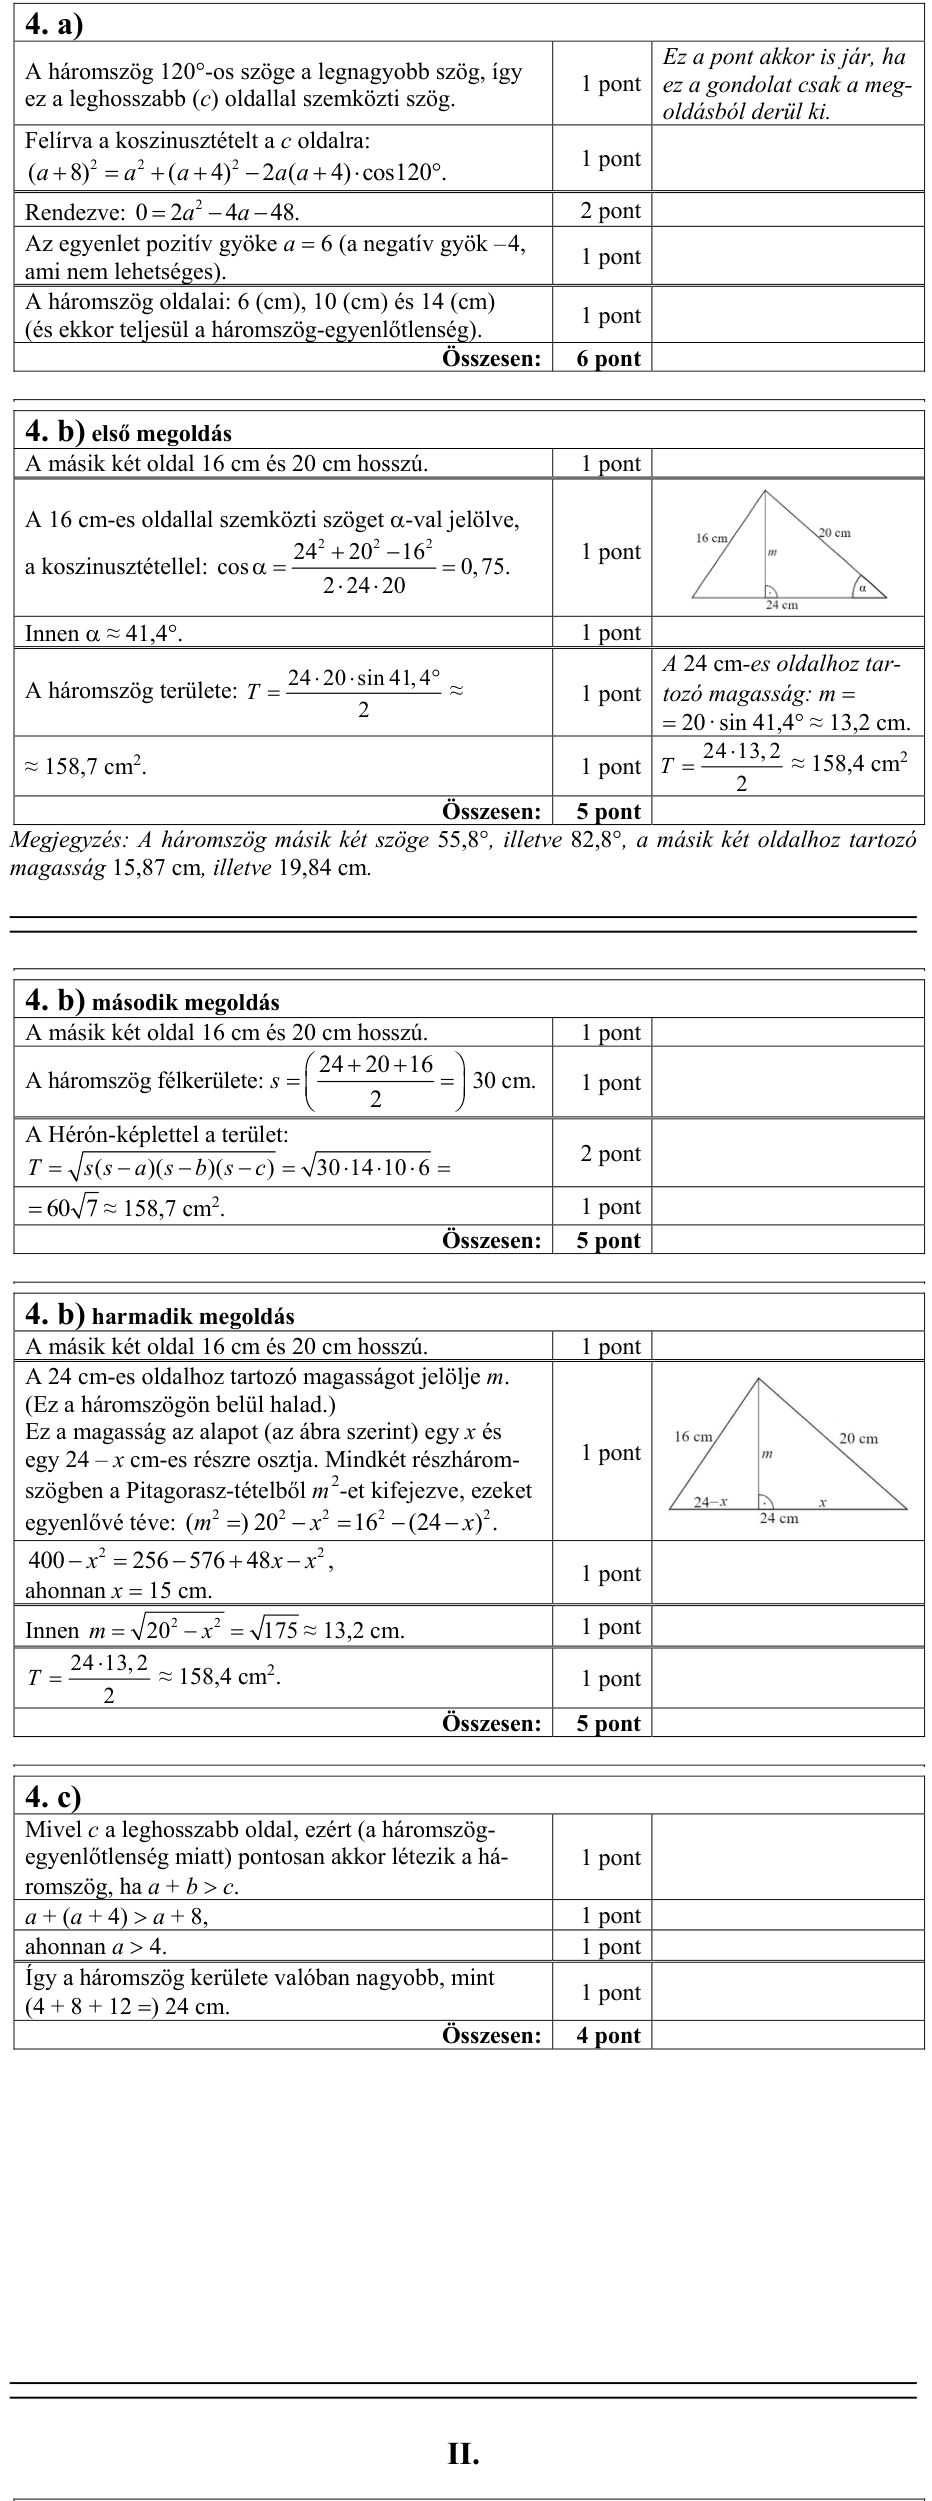 4. a)
A háromszög 120°-os szöge a legnagyobb szög, így
ez a leghosszabb (c) oldallal szemközti szög.
1 pont
Ez a pont akkor is jár, ha
ez a gondolat csak a meg-
oldásból derül ki.
Felírva a koszinusztételt a c oldalra:
(a+8)² = a² + (a+4)² − 2a(a+4)·cos120°.
1 pont
Rendezve: 0 = 2a² − 4a − 48.
2 pont
Az egyenlet pozitív gyöke a = 6 (a negatív gyök –4,
ami nem lehetséges).
1 pont
A háromszög oldalai: 6 (cm), 10 (cm) és 14 (cm)
(és ekkor teljesül a háromszög-egyenlőtlenség).
1 pont
Összesen:
6 pont
4. b) első megoldás
A másik két oldal 16 cm és 20 cm hosszú.
1 pont
A 16 cm-es oldallal szemközti szöget α-val jelölve,
a koszinusztétellel: cos α = (24² + 20² − 16²)/(2·24·20) = 0,75.
1 pont
16 cm
20 cm
m
α
24 cm
Innen α ≈ 41,4°.
1 pont
A háromszög területe: T = (24·20·sin 41,4°)/2 ≈
1 pont
A 24 cm-es oldalhoz tar-
tozó magasság: m =
= 20 · sin 41,4° ≈ 13,2 cm.
≈ 158,7 cm².
1 pont
T = (24·13,2)/2 ≈ 158,4 cm²
Összesen:
5 pont
Megjegyzés: A háromszög másik két szöge 55,8°, illetve 82,8°, a másik két oldalhoz tartozó
magasság 15,87 cm, illetve 19,84 cm.
4. b) második megoldás
A másik két oldal 16 cm és 20 cm hosszú.
1 pont
A háromszög félkerülete: s = ((24+20+16)/2 =) 30 cm.
1 pont
A Hérón-képlettel a terület:
T = √(s(s−a)(s−b)(s−c)) = √(30·14·10·6) =
2 pont
= 60√7 ≈ 158,7 cm².
1 pont
Összesen:
5 pont
4. b) harmadik megoldás
A másik két oldal 16 cm és 20 cm hosszú.
1 pont
A 24 cm-es oldalhoz tartozó magasságot jelölje m.
(Ez a háromszögön belül halad.)
Ez a magasság az alapot (az ábra szerint) egy x és
egy 24 – x cm-es részre osztja. Mindkét részhárom-
szögben a Pitagorasz-tételből m²-et kifejezve, ezeket
egyenlővé téve: (m² =) 20² − x² = 16² − (24−x)².
1 pont
16 cm
20 cm
m
24–x
x
24 cm
400 − x² = 256 − 576 + 48x − x²,
ahonnan x = 15 cm.
1 pont
Innen m = √(20² − x²) = √175 ≈ 13,2 cm.
1 pont
T = (24·13,2)/2 ≈ 158,4 cm².
1 pont
Összesen:
5 pont
4. c)
Mivel c a leghosszabb oldal, ezért (a háromszög-
egyenlőtlenség miatt) pontosan akkor létezik a há-
romszög, ha a + b > c.
1 pont
a + (a + 4) > a + 8,
1 pont
ahonnan a > 4.
1 pont
Így a háromszög kerülete valóban nagyobb, mint
(4 + 8 + 12 =) 24 cm.
1 pont
Összesen:
4 pont
II.